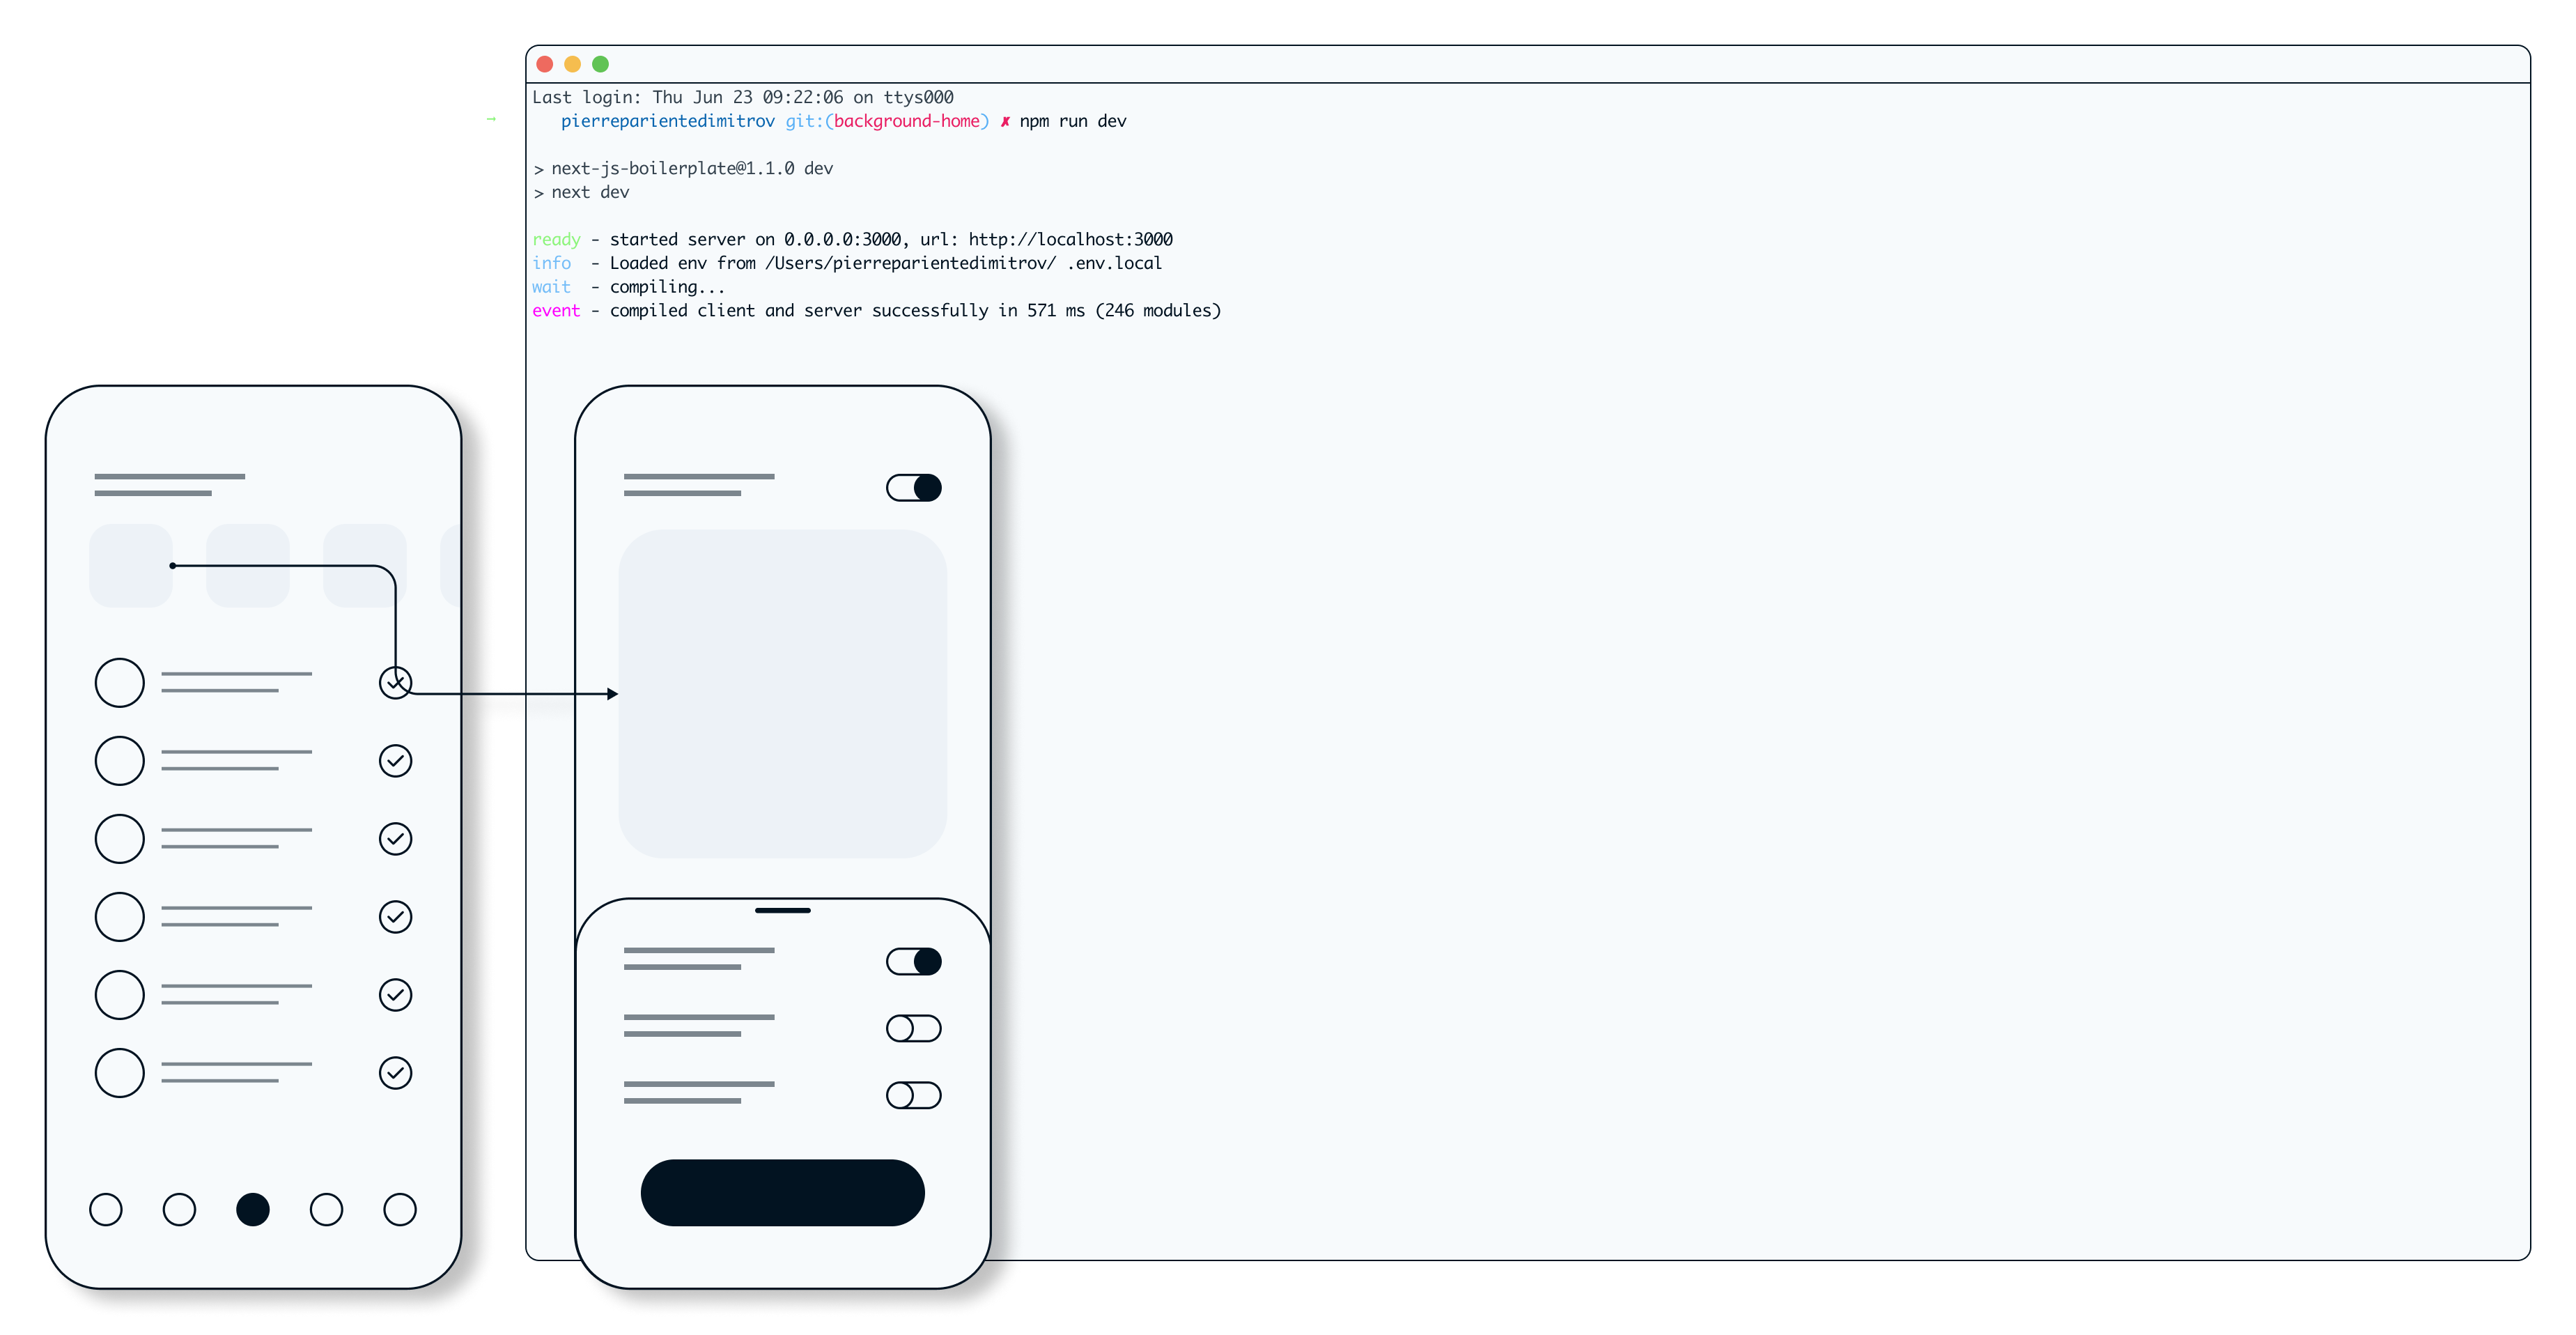 Last login: Thu Jun 23 09:22:06 on ttys000
→ pierreparientedimitrov git:(background-home) ✗ npm run dev
> next-js-boilerplate@1.1.0 dev
> next dev
ready - started server on 0.0.0.0:3000, url: http://localhost:3000
info  - Loaded env from /Users/pierreparientedimitrov/ .env.local
wait  - compiling...
event - compiled client and server successfully in 571 ms (246 modules)